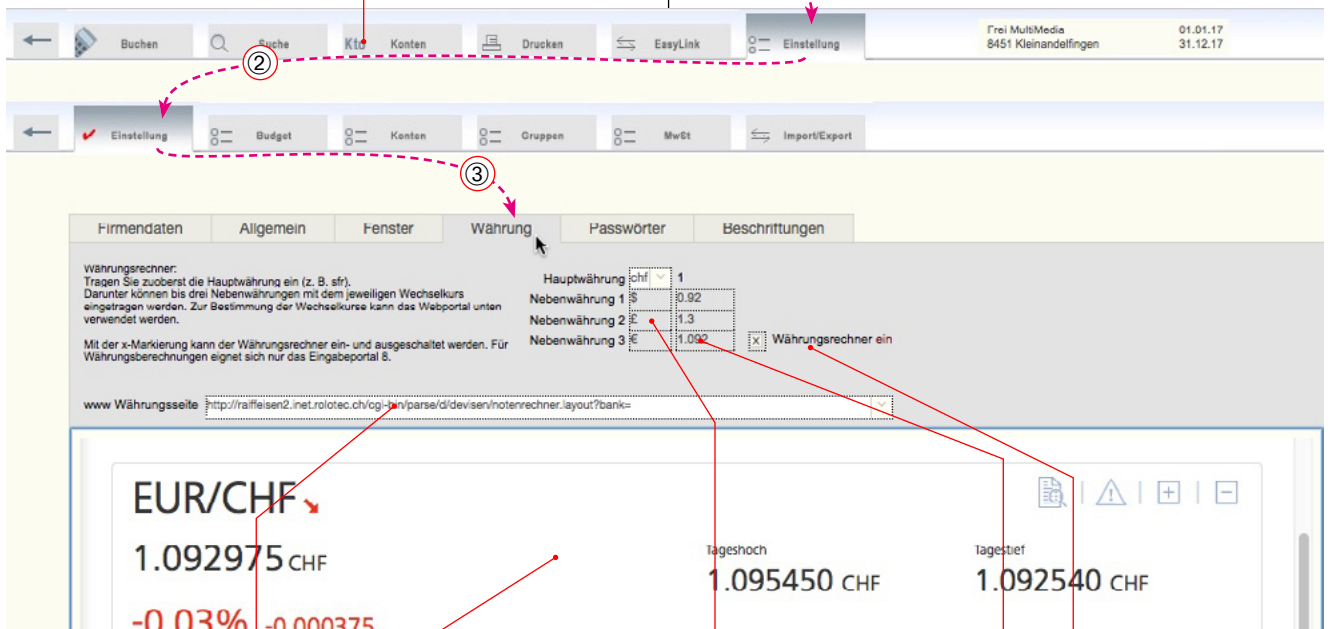 Buchen Suche Kto Konten Drucken EasyLink Einstellung Frei MultiMedia 01.01.17
8451 Kleinandelfingen 31.12.17
②
Einstellung Budget Konten Gruppen MwSt Import/Export
③
Firmendaten Allgemein Fenster Währung Passwörter Beschriftungen
Währungsrechner:
Tragen Sie zuoberst die Hauptwährung ein (z. B. sfr).
Darunter können bis drei Nebenwährungen mit dem jeweiligen Wechselkurs
eingetragen werden. Zur Bestimmung der Wechselkurse kann das Webportal unten
verwendet werden.
Mit der x-Markierung kann der Währungsrechner ein- und ausgeschaltet werden. Für
Währungsberechnungen eignet sich nur das Eingabeportal 8.
Hauptwährung chf 1
Nebenwährung 1 $ 0.92
Nebenwährung 2 £ 1.3
Nebenwährung 3 € 1.092 x Währungsrechner ein
www Währungsseite http://raiffeisen2.inet.rolotec.ch/cgi-bin/parse/d/devisen/notenrechner.layout?bank=
EUR/CHF
1.092975 CHF
Tageshoch
1.095450 CHF
Tagestief
1.092540 CHF
-0.03% -0.000375